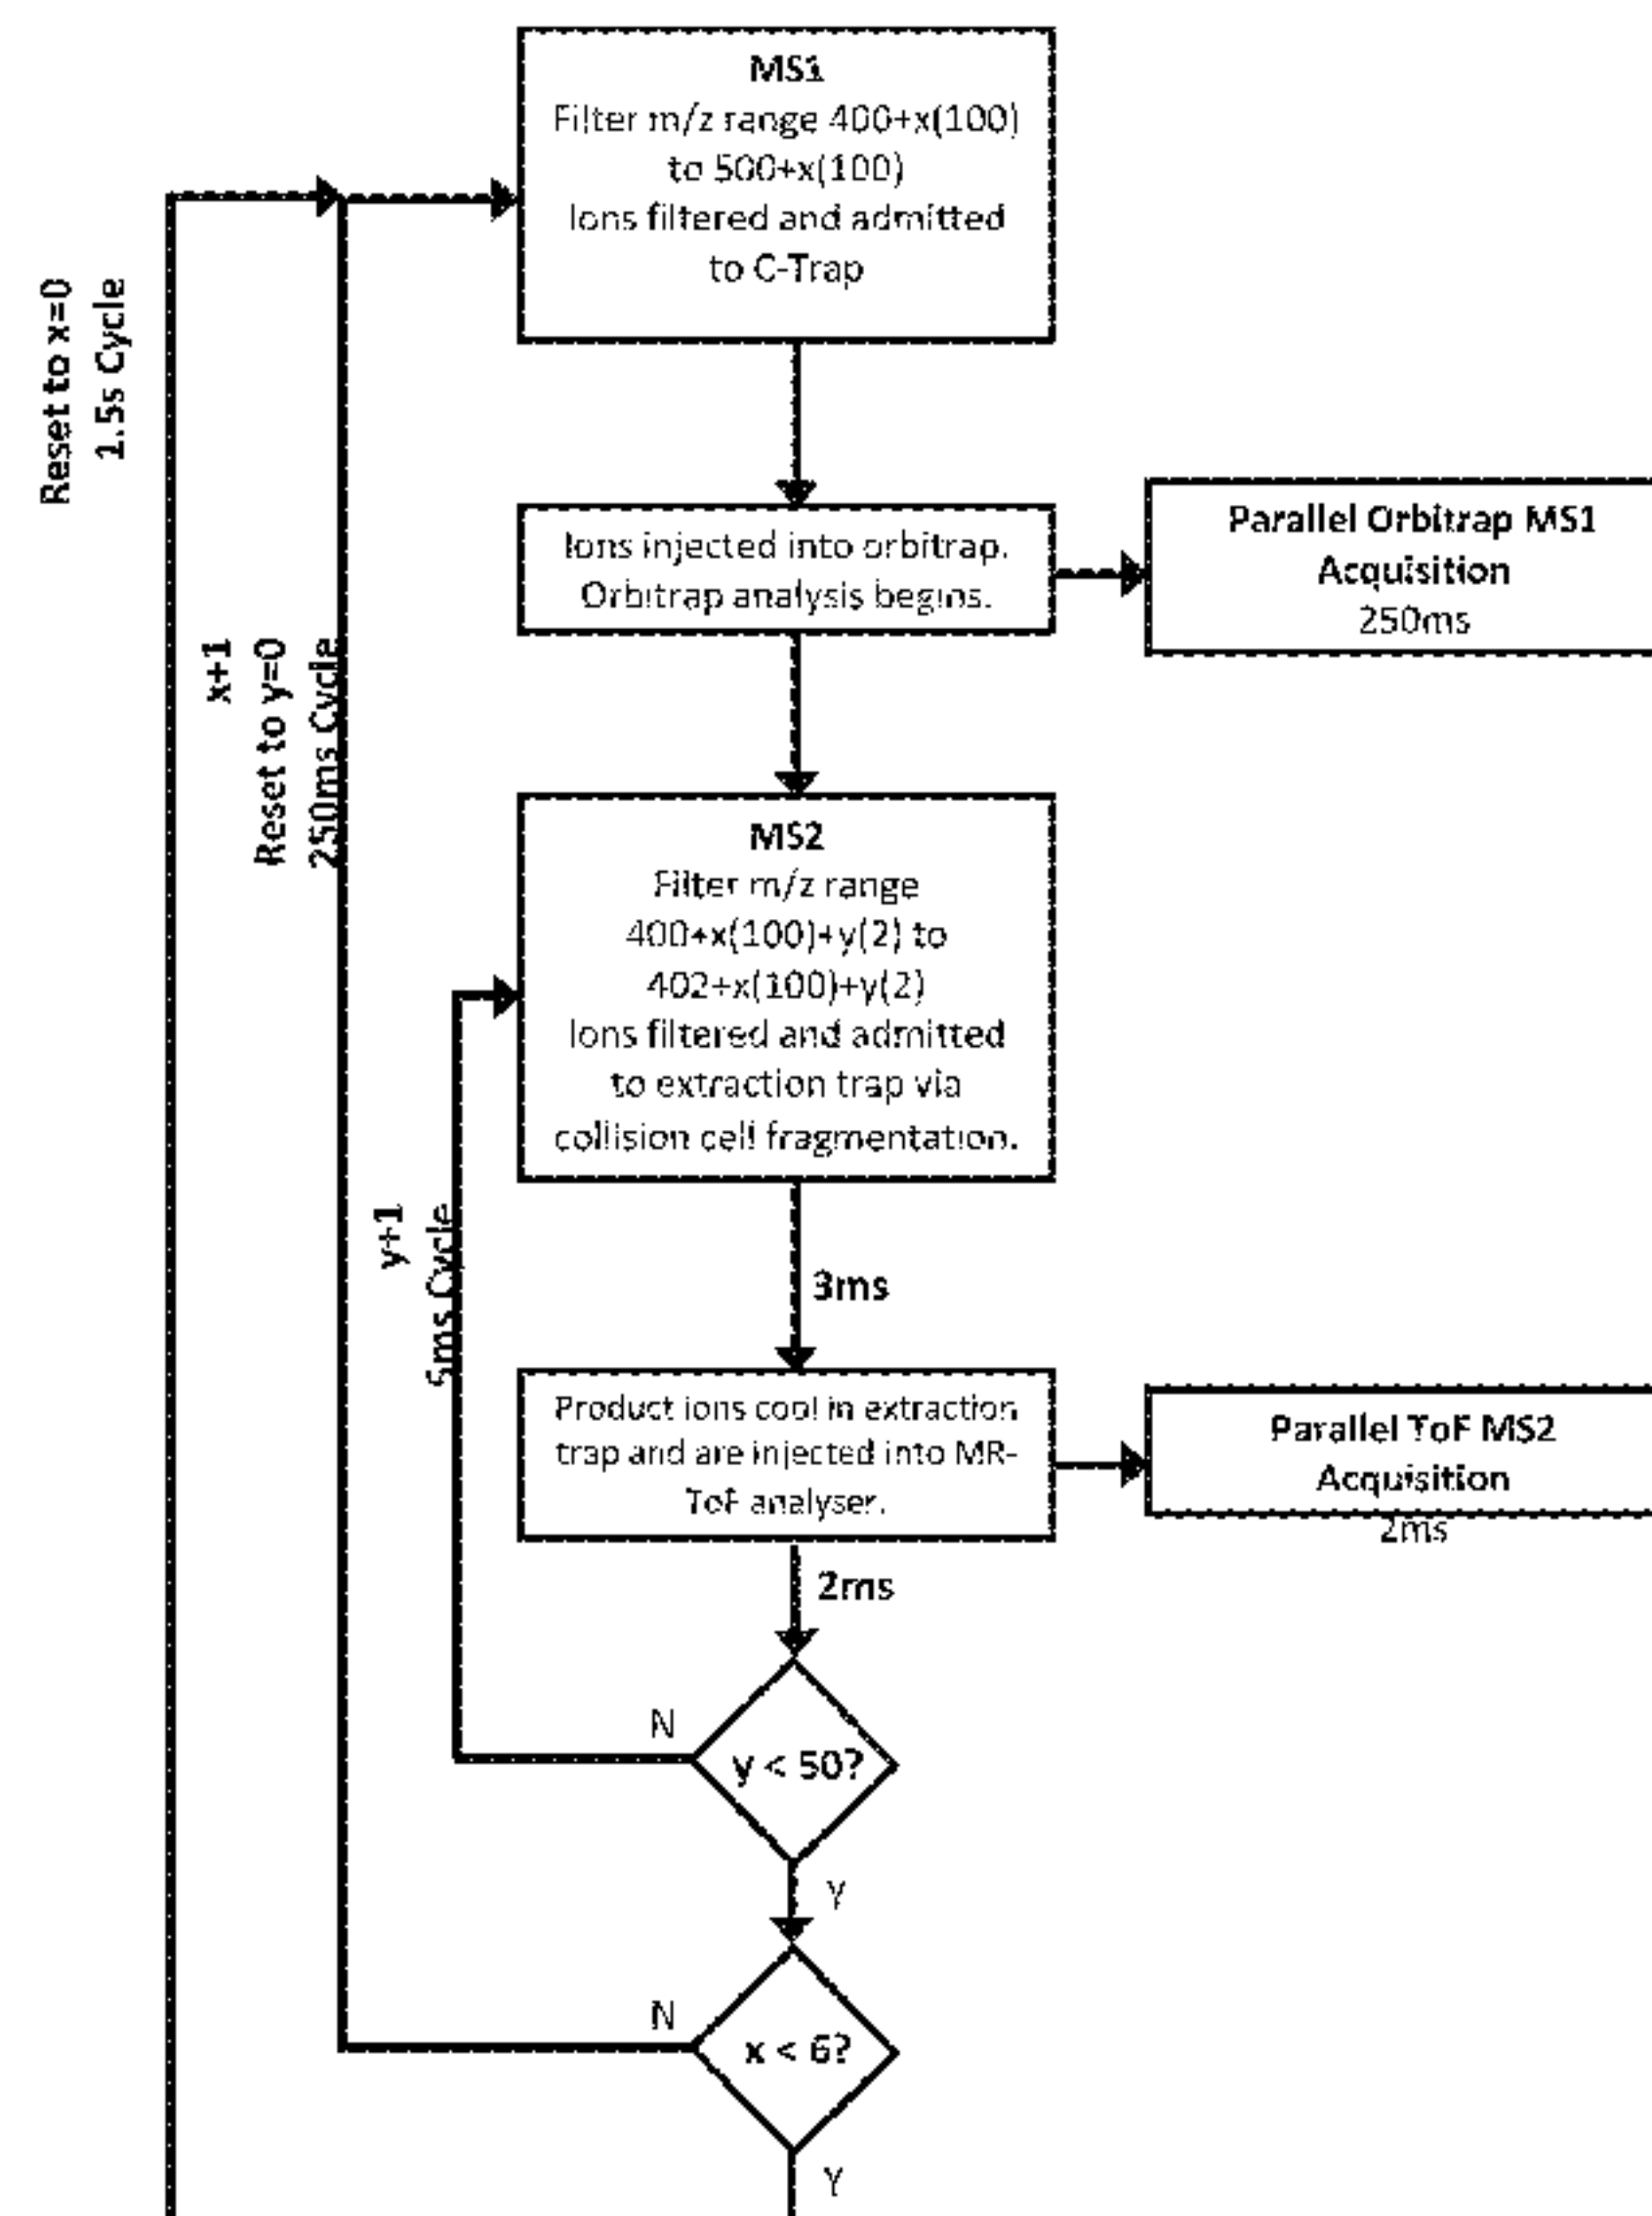 MS1
Filter m/z range 400+x(100)
to 500+x(100)
Ions filtered and admitted
to C-Trap
Reset to x=0
1.5s Cycle
Ions injected into orbitrap.
Orbitrap analysis begins.
Parallel Orbitrap MS1
Acquisition
250ms
x+1
Reset to y=0
250ms Cycle
MS2
Filter m/z range
400+x(100)+y(2) to
402+x(100)+y(2)
Ions filtered and admitted
to extraction trap via
collision cell fragmentation.
y+1
5ms Cycle
3ms
Product ions cool in extraction
trap and are injected into MR-
ToF analyser.
Parallel ToF MS2
Acquisition
2ms
2ms
N
y < 50?
Y
N
x < 6?
Y